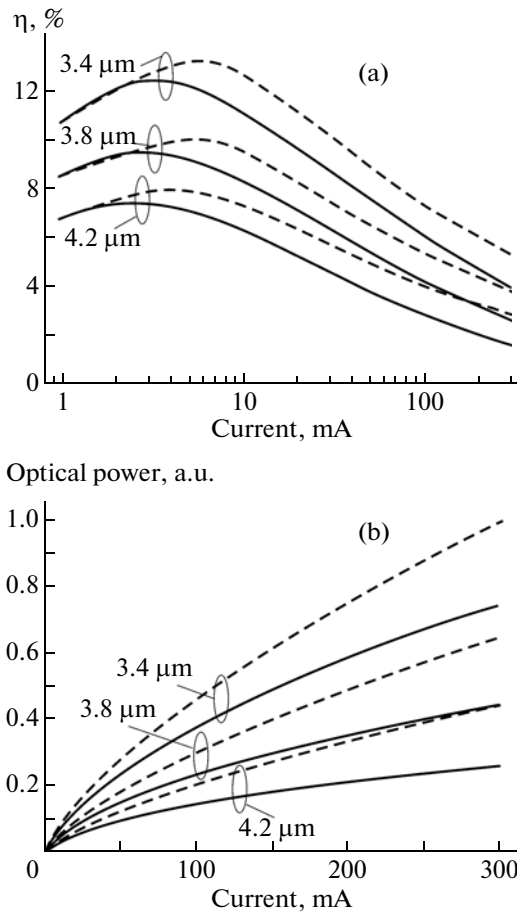 η, %
(a)
3.4 μm
12
3.8 μm
8
4.2 μm
4
0
1 10 100
Current, mA
Optical power, a.u.
1.0
(b)
0.8
0.6
3.4 μm
0.4
3.8 μm
0.2
4.2 μm
0 100 200 300
Current, mA